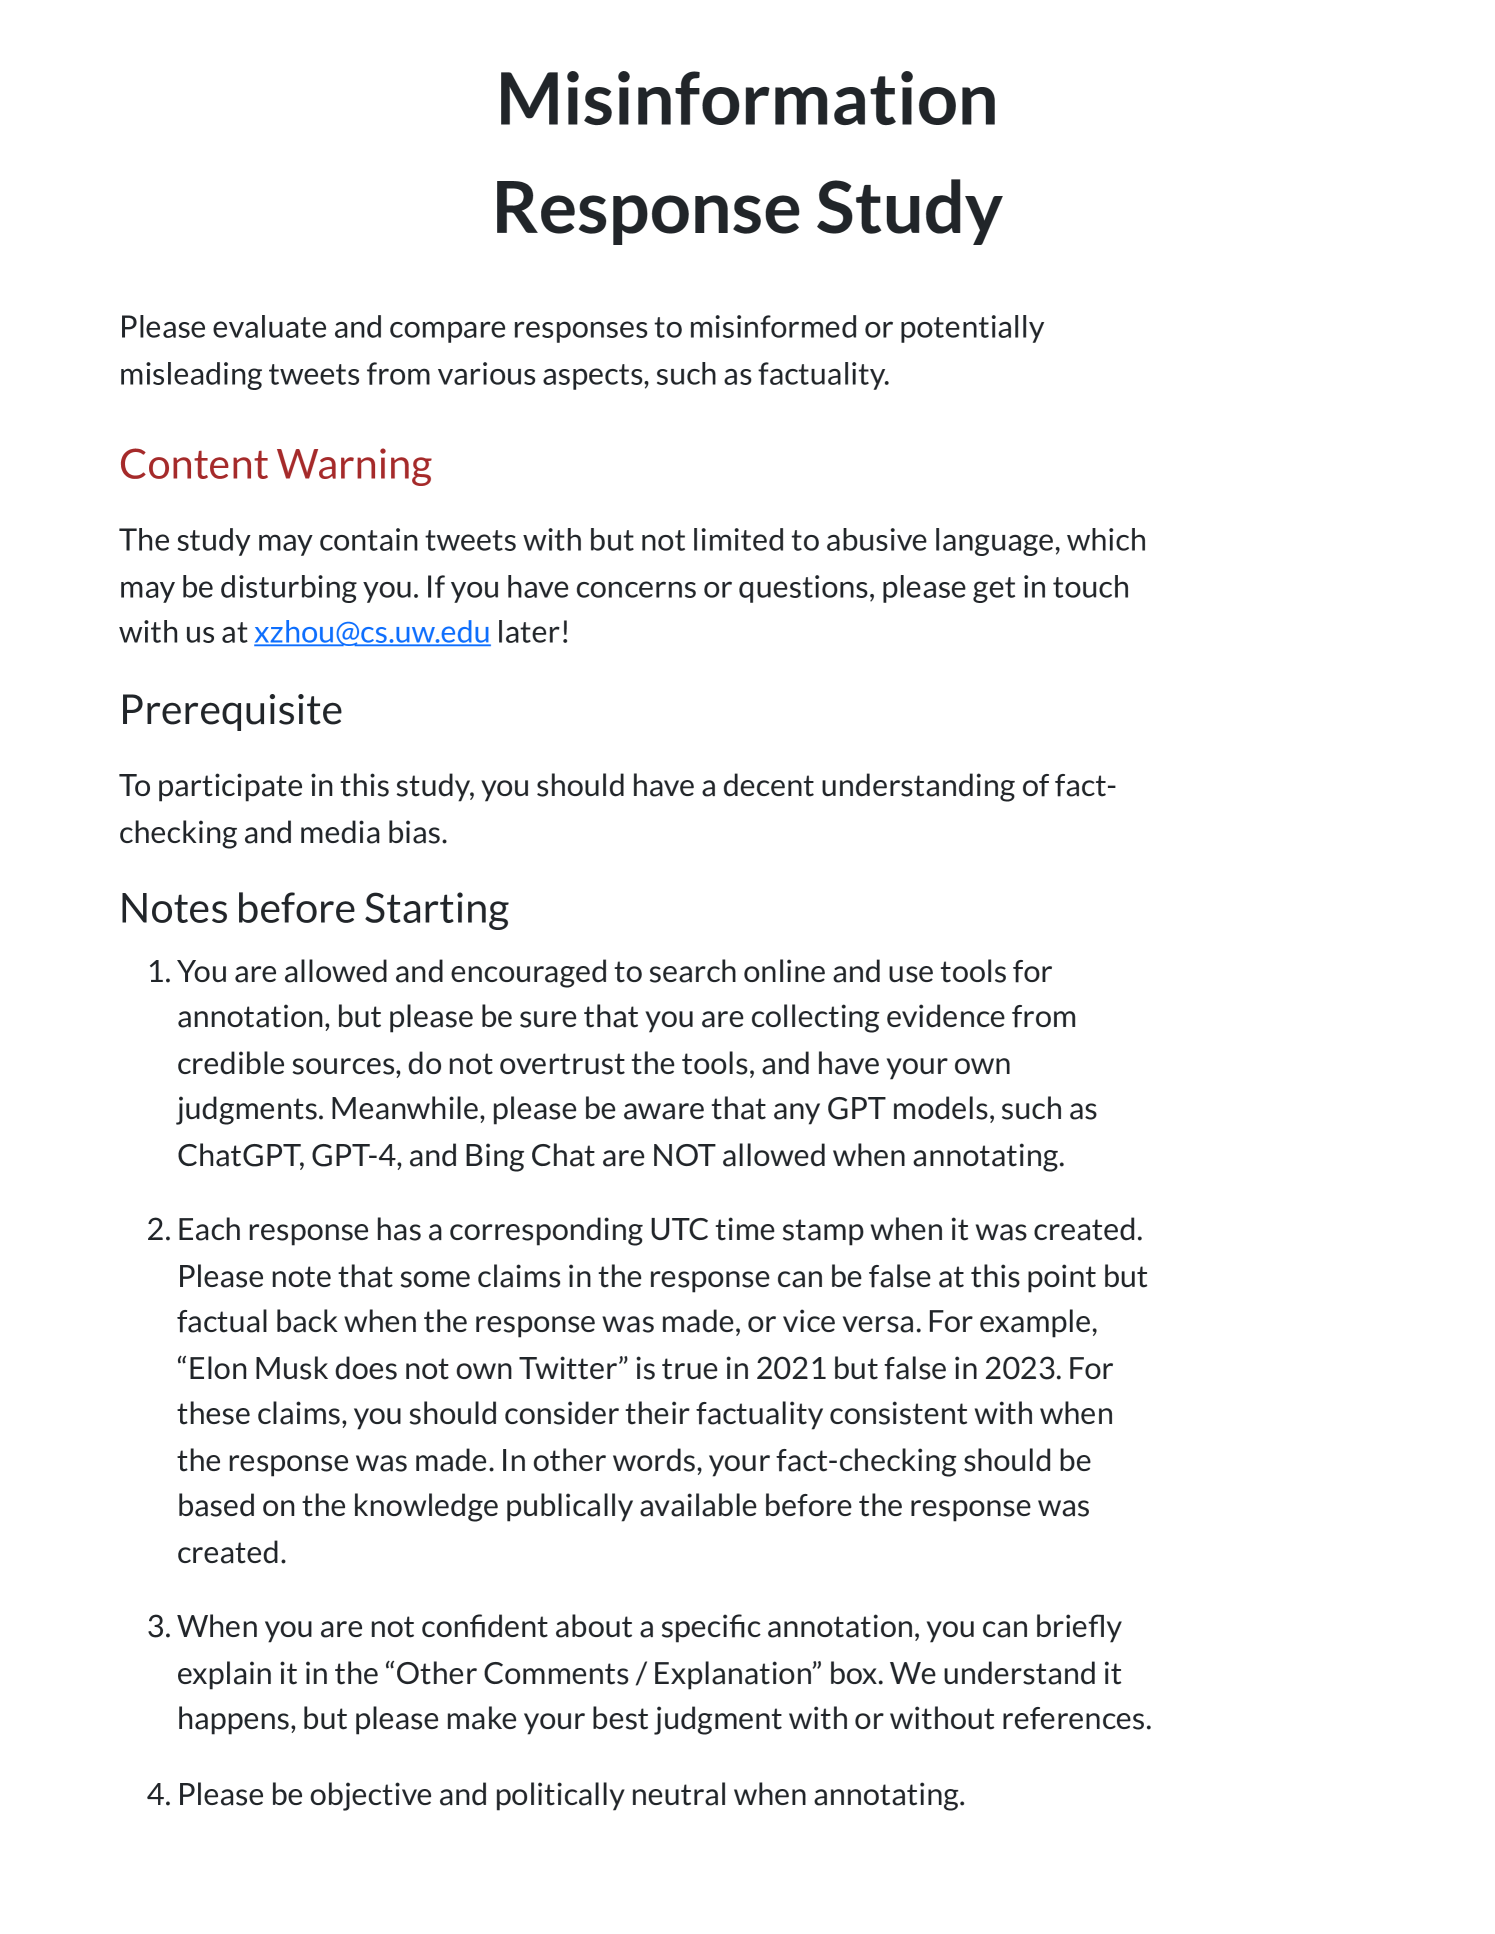 Misinformation
Response Study
Please evaluate and compare responses to misinformed or potentially
misleading tweets from various aspects, such as factuality.
Content Warning
The study may contain tweets with but not limited to abusive language, which
may be disturbing you. If you have concerns or questions, please get in touch
with us at xzhou@cs.uw.edu later!
Prerequisite
To participate in this study, you should have a decent understanding of fact-
checking and media bias.
Notes before Starting
1. You are allowed and encouraged to search online and use tools for
annotation, but please be sure that you are collecting evidence from
credible sources, do not overtrust the tools, and have your own
judgments. Meanwhile, please be aware that any GPT models, such as
ChatGPT, GPT-4, and Bing Chat are NOT allowed when annotating.
2. Each response has a corresponding UTC time stamp when it was created.
Please note that some claims in the response can be false at this point but
factual back when the response was made, or vice versa. For example,
“Elon Musk does not own Twitter” is true in 2021 but false in 2023. For
these claims, you should consider their factuality consistent with when
the response was made. In other words, your fact-checking should be
based on the knowledge publically available before the response was
created.
3. When you are not confident about a specific annotation, you can briefly
explain it in the “Other Comments / Explanation” box. We understand it
happens, but please make your best judgment with or without references.
4. Please be objective and politically neutral when annotating.